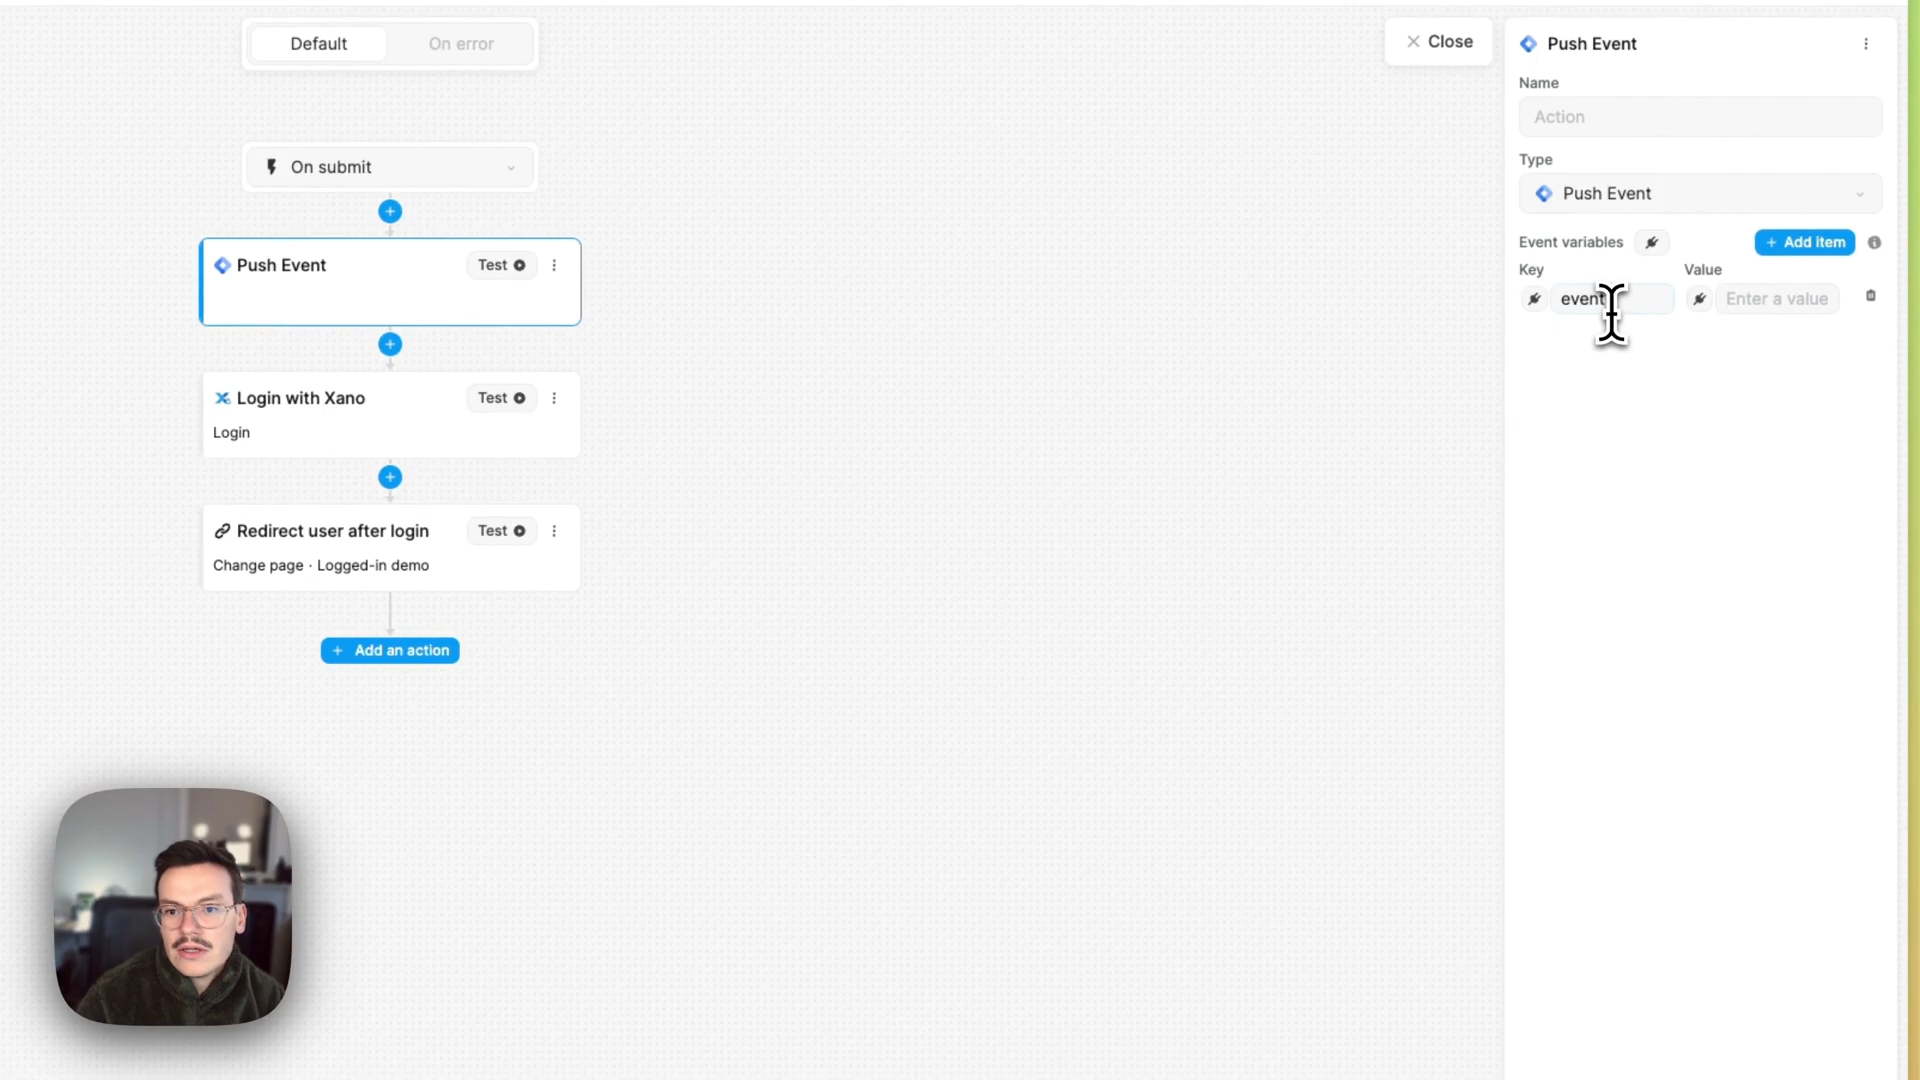 Default
On error
On submit
Push Event
Test
Login with Xano
Test
Login
Redirect user after login
Test
Change page · Logged-in demo
+ Add an action
Close
Push Event
Name
Action
Type
Push Event
Event variables
+ Add item
Key
Value
event
Enter a value